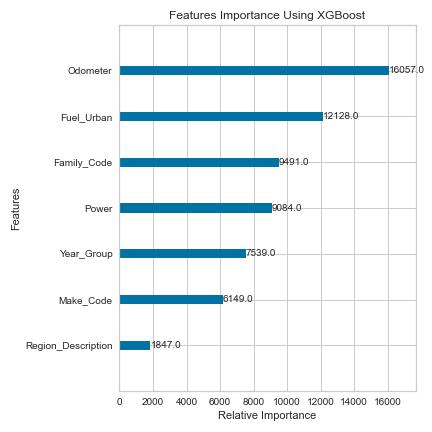 Features Importance Using XGBoost
Features
Odometer 16057.0
Fuel_Urban 12128.0
Family_Code 9491.0
Power 9084.0
Year_Group 7539.0
Make_Code 6149.0
Region_Description 1847.0
0 2000 4000 6000 8000 10000 12000 14000 16000
Relative Importance